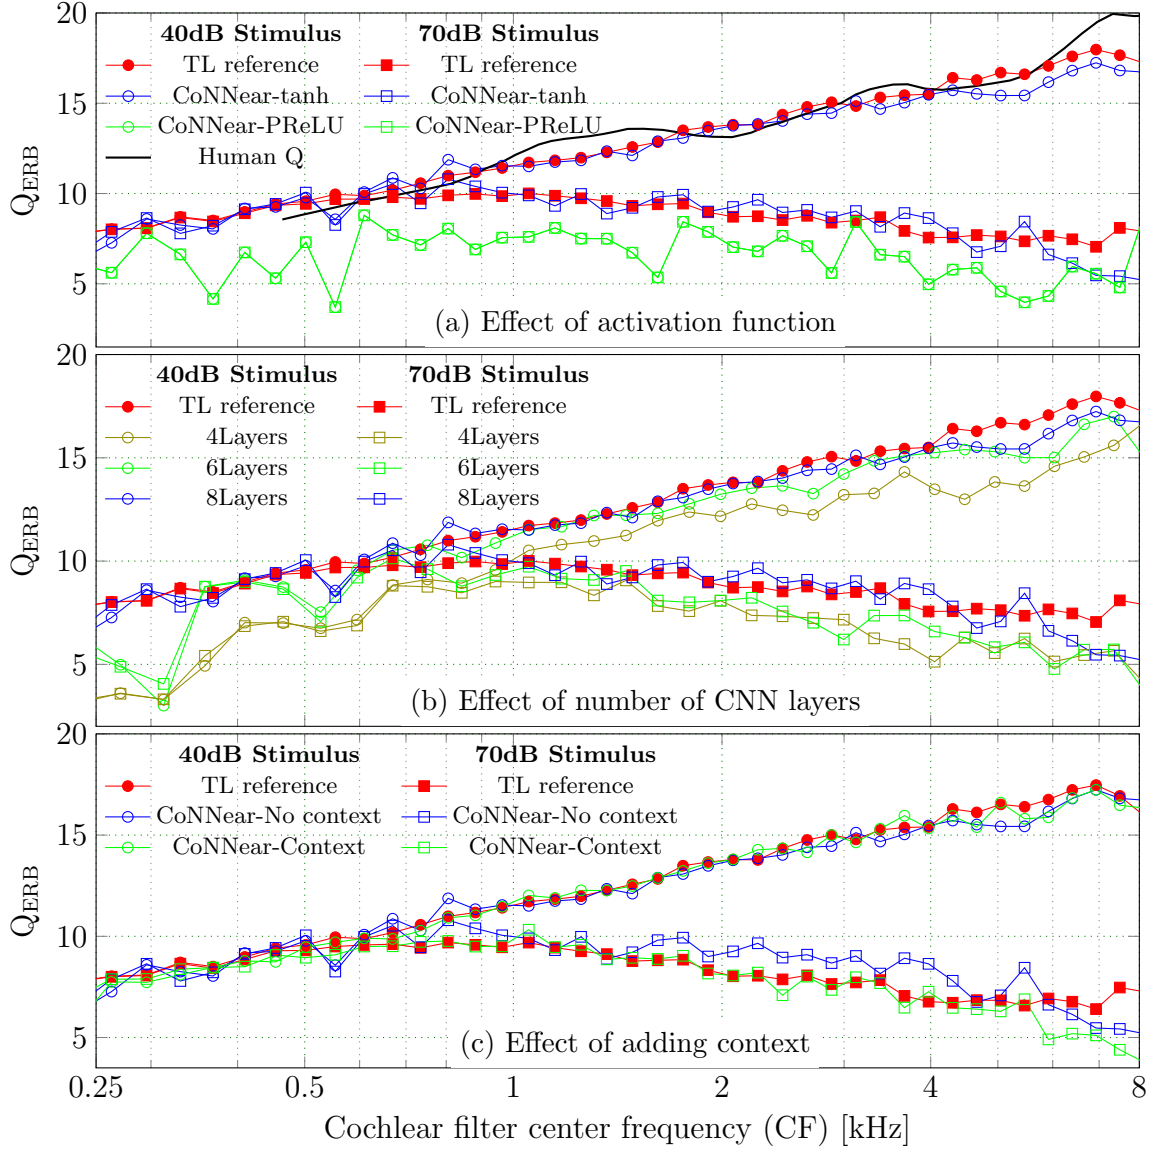 20
15
10
5
Q_ERB
40dB Stimulus 70dB Stimulus
TL reference TL reference
CoNNear-tanh CoNNear-tanh
CoNNear-PReLU CoNNear-PReLU
Human Q
(a) Effect of activation function
20
15
10
5
Q_ERB
40dB Stimulus 70dB Stimulus
TL reference TL reference
4Layers 4Layers
6Layers 6Layers
8Layers 8Layers
(b) Effect of number of CNN layers
20
15
10
5
Q_ERB
40dB Stimulus 70dB Stimulus
TL reference TL reference
CoNNear-No context CoNNear-No context
CoNNear-Context CoNNear-Context
(c) Effect of adding context
0.25 0.5 1 2 4 8
Cochlear filter center frequency (CF) [kHz]